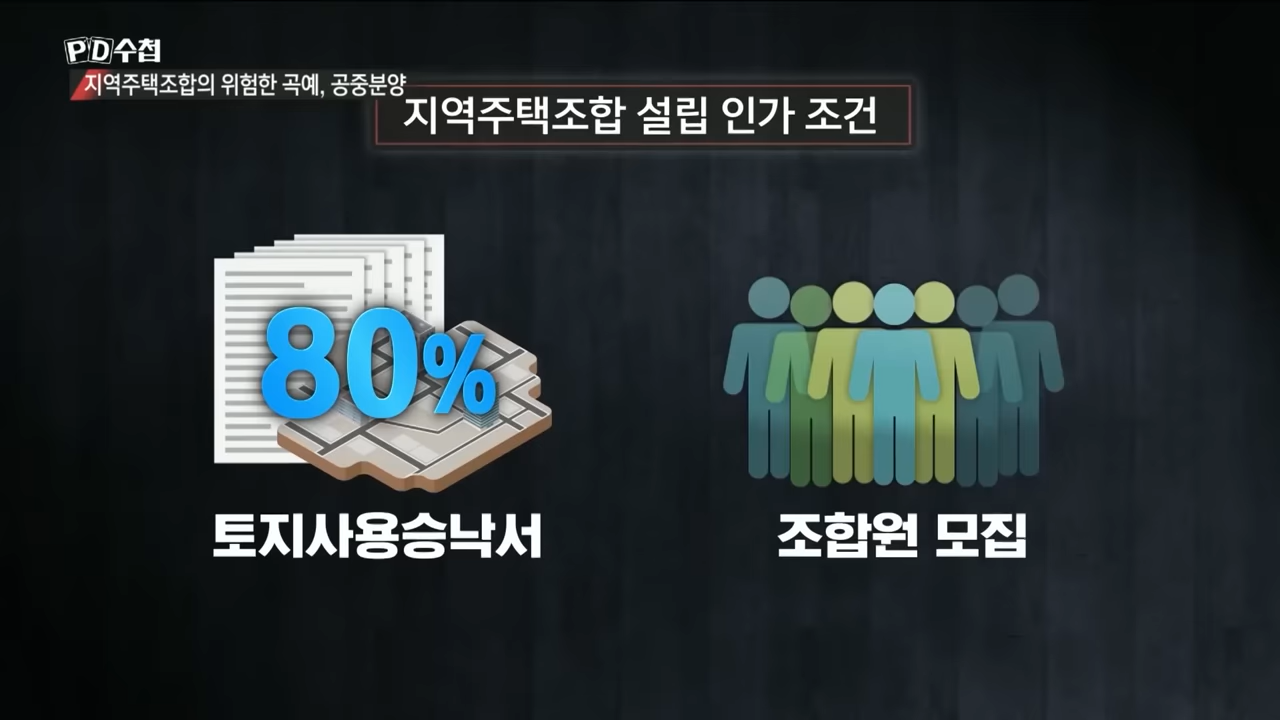 PD수첩
지역주택조합의 위험한 곡예, 공중분양
지역주택조합 설립 인가 조건
80%
토지사용승낙서
조합원 모집